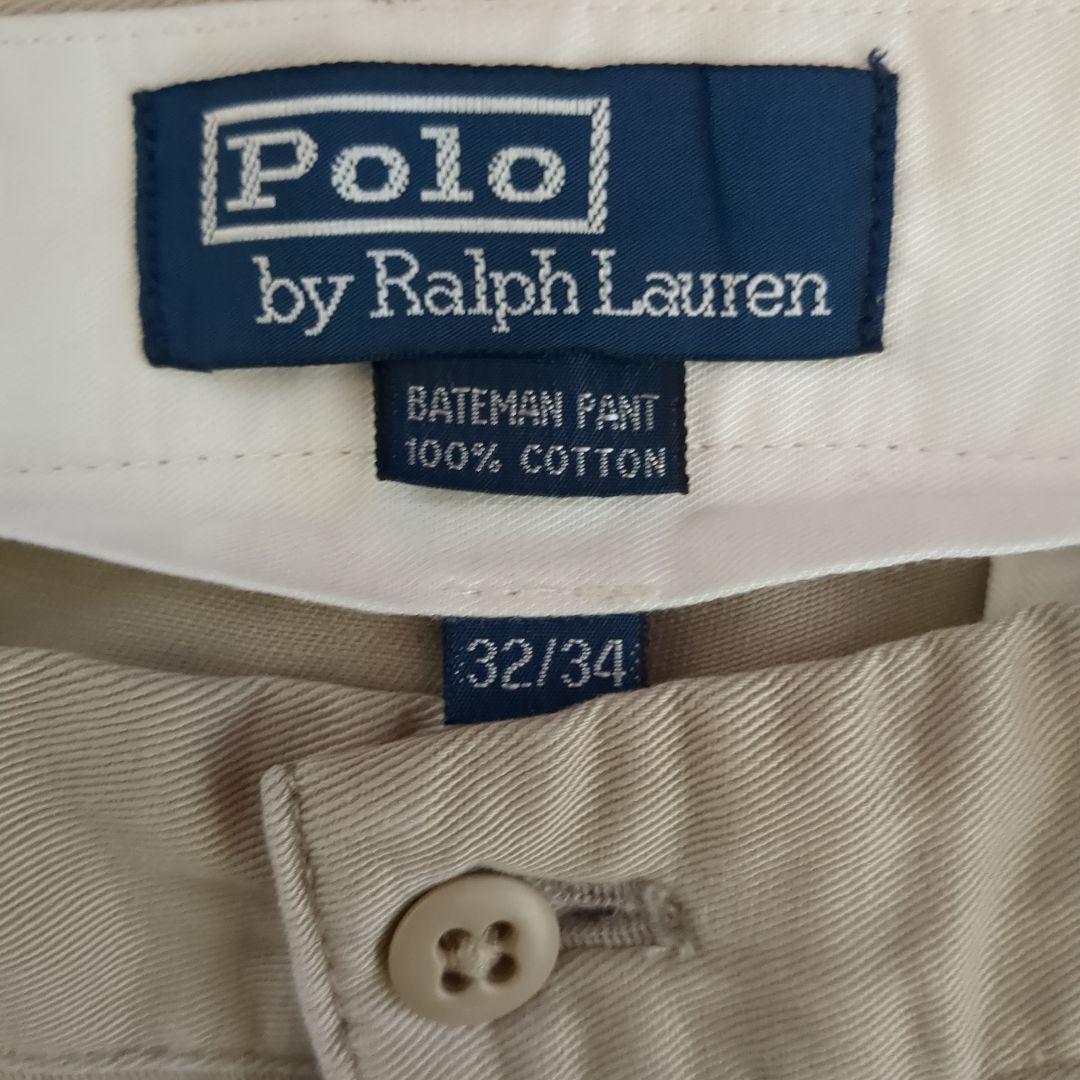 Polo
by Ralph Lauren
BATEMAN PANT
100% COTTON
32/34